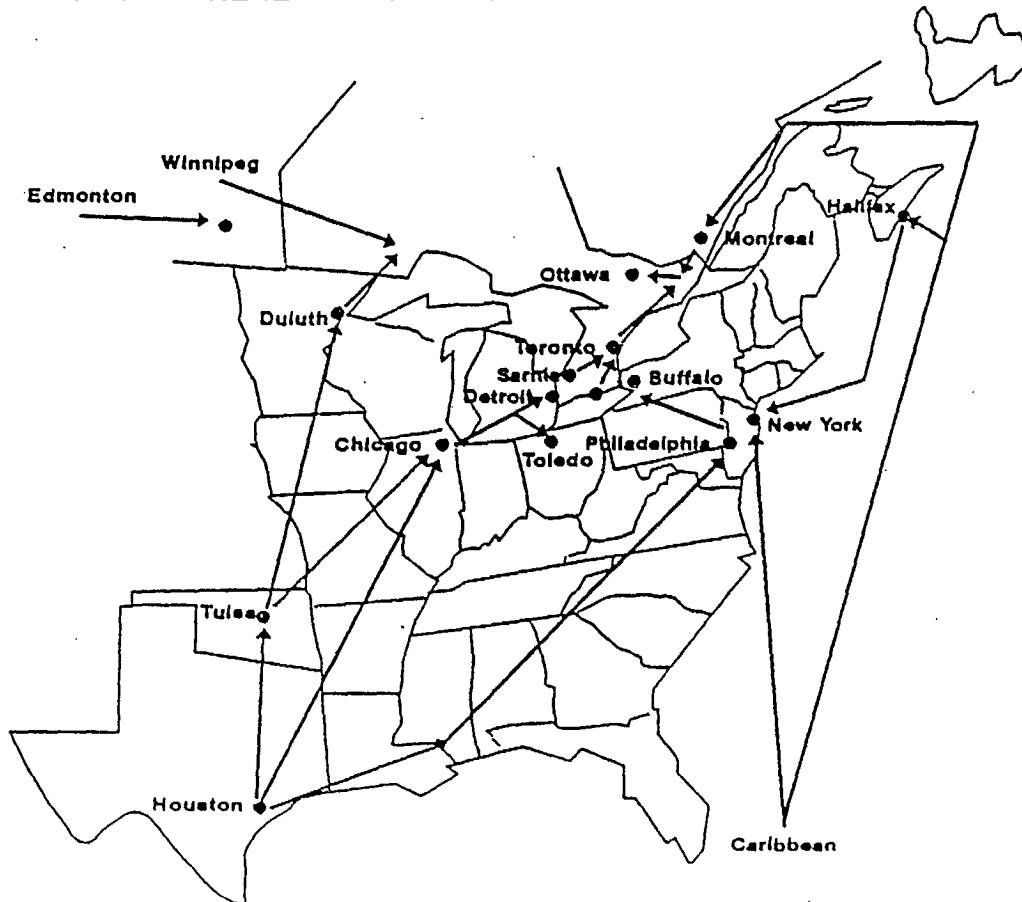 Winnipeg
Edmonton
Halifax
Montreal
Ottawa
Duluth
Toronto
Sarnia
Buffalo
Detroit
New York
Chicago
Toledo
Philadelphia
Tulsa
Houston
Caribbean